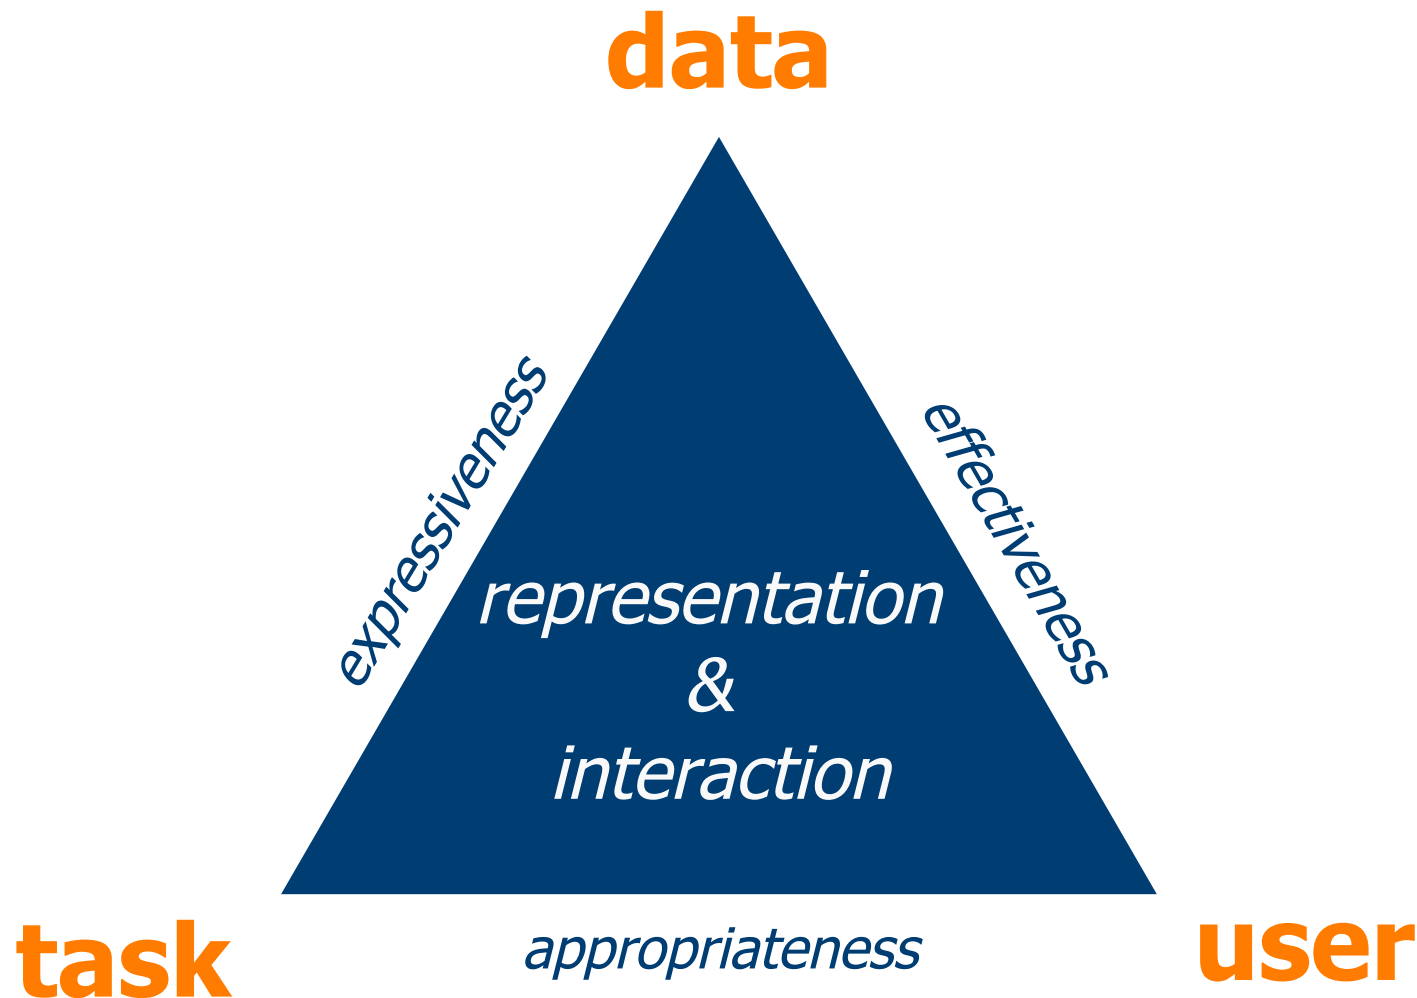 data
expressiveness
effectiveness
representation
&
interaction
task
appropriateness
user